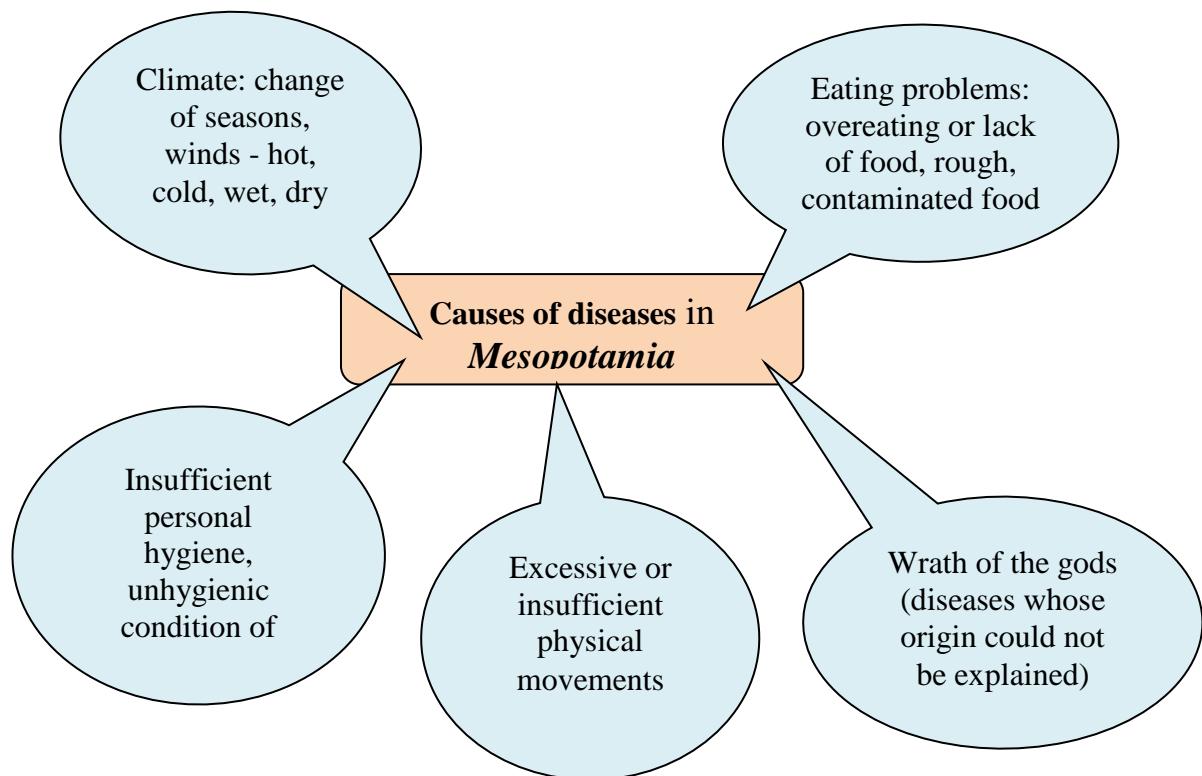 Climate: change
of seasons,
winds - hot,
cold, wet, dry
Eating problems:
overeating or lack
of food, rough,
contaminated food
Causes of diseases in
Mesopotamia
Insufficient
personal
hygiene,
unhygienic
condition of
Excessive or
insufficient
physical
movements
Wrath of the gods
(diseases whose
origin could not
be explained)